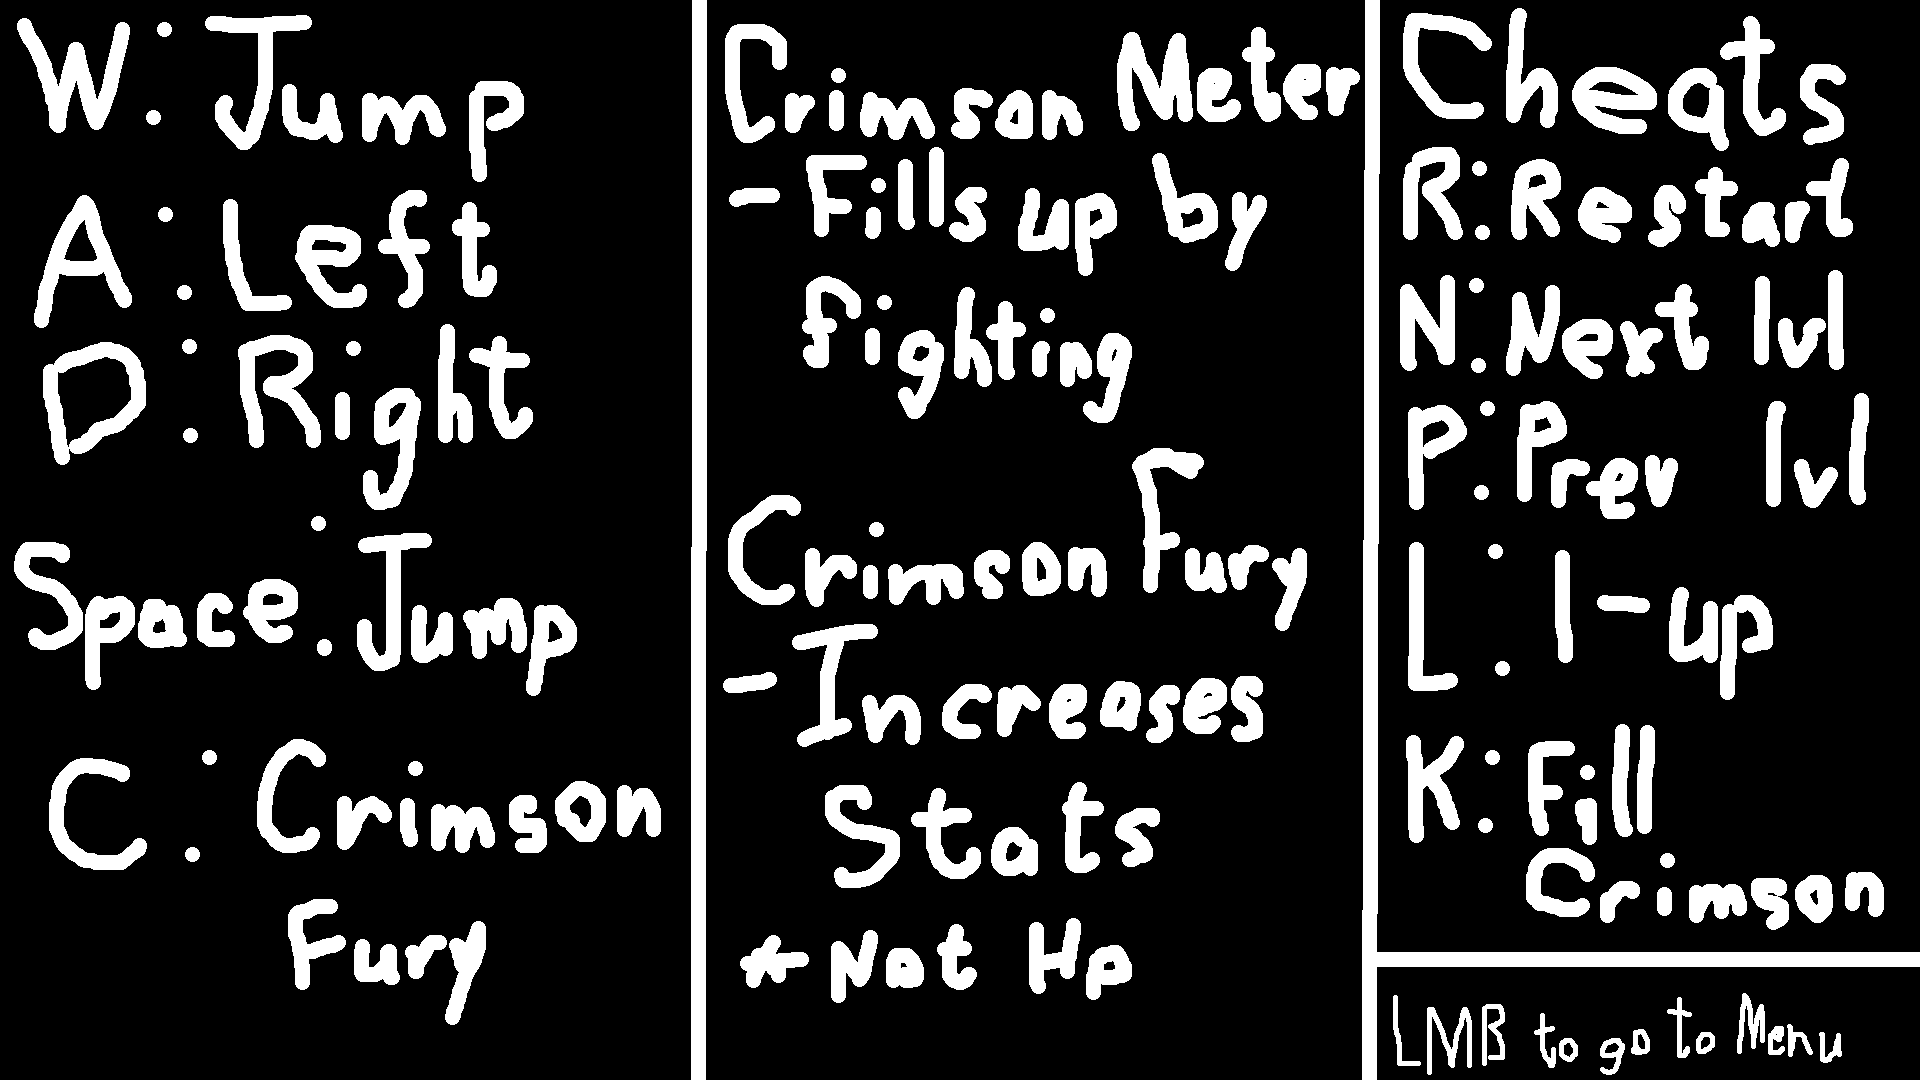 W: Jump
A: Left
D: Right
Space: Jump
C: Crimson
Fury
Crimson Meter
- Fills up by
fighting
Crimson Fury
- Increases
Stats
* Not Hp
Cheats
R: Restart
N: Next lvl
P: Prev lvl
L: 1-up
K: Fill
Crimson
LMB to go to Menu